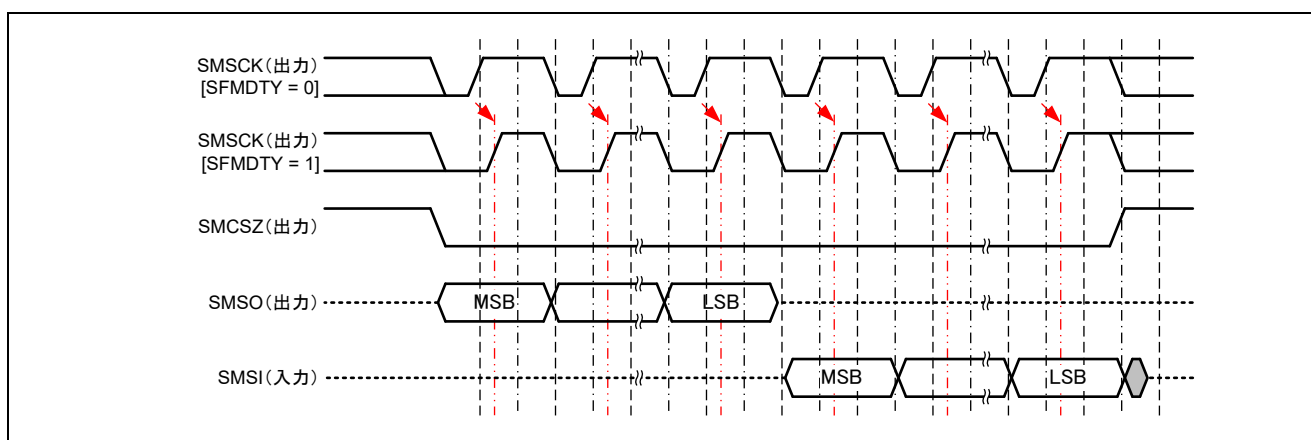 SMSCK(出力)
[SFMDTY = 0]
SMSCK(出力)
[SFMDTY = 1]
SMCSZ(出力)
SMSO(出力)
MSB
LSB
SMSI(入力)
MSB
LSB